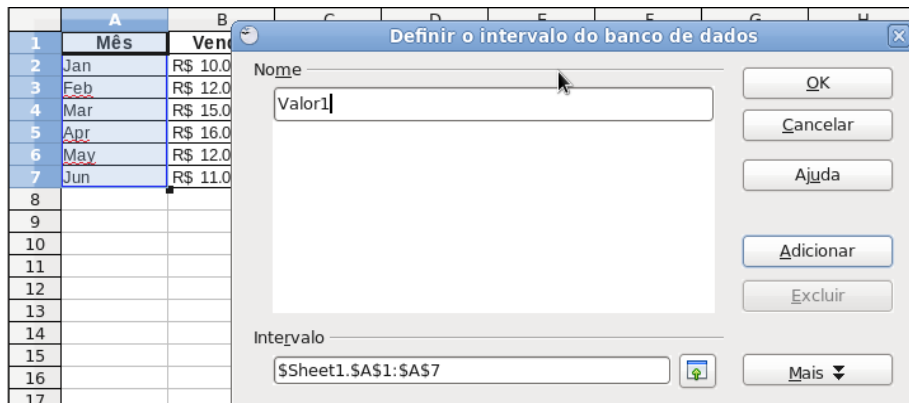 A B C D E F G H
Definir o intervalo do banco de dados
1 Mês
2 Jan R$ 10.0
3 Feb R$ 12.0
4 Mar R$ 15.0
5 Apr R$ 16.0
6 May R$ 12.0
7 Jun R$ 11.0
8
9
10
11
12
13
14
15
16
17
Nome
Valor1
OK
Cancelar
Ajuda
Adicionar
Excluir
Intervalo
$Sheet1.$A$1:$A$7
Mais